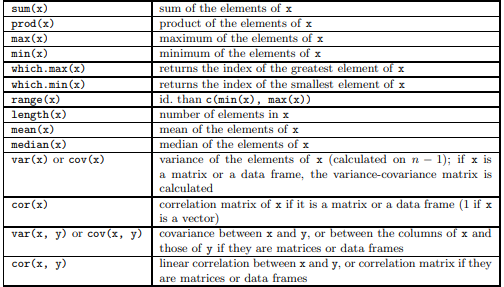 sum(x) sum of the elements of x
prod(x) product of the elements of x
max(x) maximum of the elements of x
min(x) minimum of the elements of x
which.max(x) returns the index of the greatest element of x
which.min(x) returns the index of the smallest element of x
range(x) id. than c(min(x), max(x))
length(x) number of elements in x
mean(x) mean of the elements of x
median(x) median of the elements of x
var(x) or cov(x) variance of the elements of x (calculated on n − 1); if x is
a matrix or a data frame, the variance-covariance matrix is
calculated
cor(x) correlation matrix of x if it is a matrix or a data frame (1 if x
is a vector)
var(x, y) or cov(x, y) covariance between x and y, or between the columns of x and
those of y if they are matrices or data frames
cor(x, y) linear correlation between x and y, or correlation matrix if they
are matrices or data frames